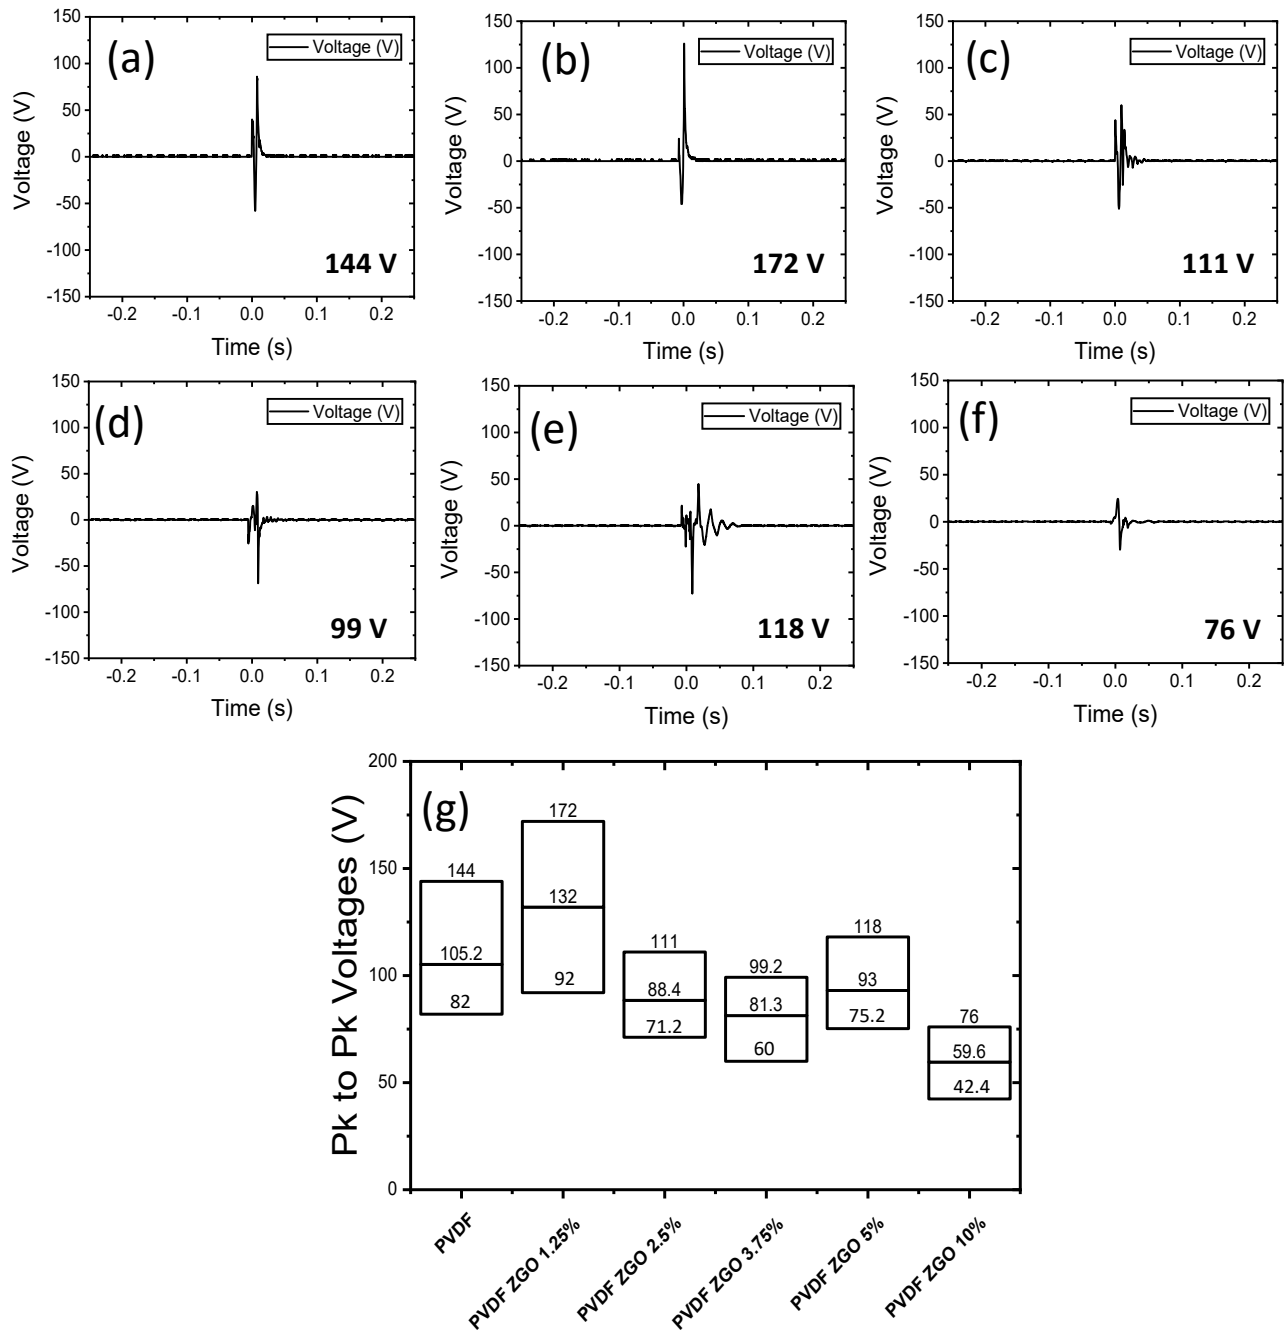 (a)
Voltage (V)
150
100
50
0
-50
-100
-150
Voltage (V)
144 V
-0.2 -0.1 0.0 0.1 0.2
Time (s)
(b)
Voltage (V)
150
100
50
0
-50
-100
-150
Voltage (V)
172 V
-0.2 -0.1 0.0 0.1 0.2
Time (s)
(c)
Voltage (V)
150
100
50
0
-50
-100
-150
Voltage (V)
111 V
-0.2 -0.1 0.0 0.1 0.2
Time (s)
(d)
Voltage (V)
150
100
50
0
-50
-100
-150
Voltage (V)
99 V
-0.2 -0.1 0.0 0.1 0.2
Time (s)
(e)
Voltage (V)
150
100
50
0
-50
-100
-150
Voltage (V)
118 V
-0.2 -0.1 0.0 0.1 0.2
Time (s)
(f)
Voltage (V)
150
100
50
0
-50
-100
-150
Voltage (V)
76 V
-0.2 -0.1 0.0 0.1 0.2
Time (s)
(g)
Pk to Pk Voltages (V)
200
150
100
50
0
144
105.2
82
172
132
92
111
88.4
71.2
99.2
81.3
60
118
93
75.2
76
59.6
42.4
PVDF
PVDF ZGO 1.25%
PVDF ZGO 2.5%
PVDF ZGO 3.75%
PVDF ZGO 5%
PVDF ZGO 10%